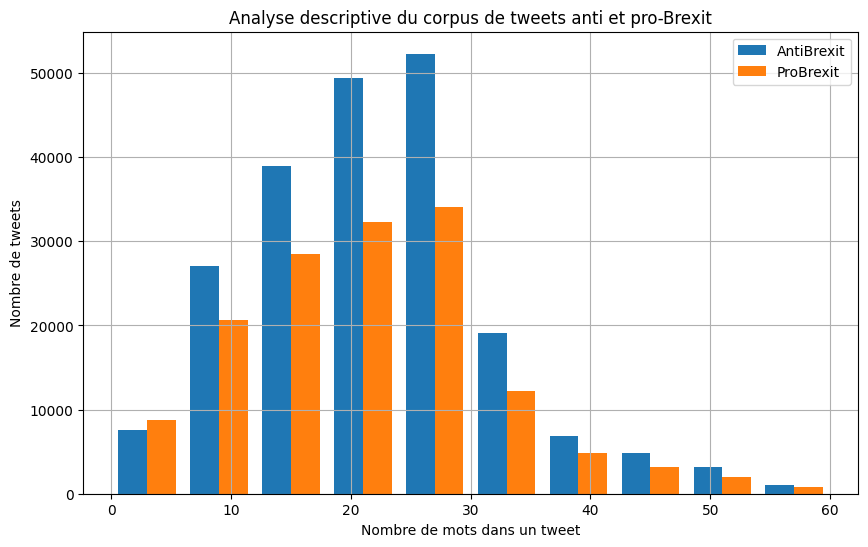 Analyse descriptive du corpus de tweets anti et pro-Brexit
AntiBrexit
ProBrexit
Nombre de tweets
50000
40000
30000
20000
10000
0
0 10 20 30 40 50 60
Nombre de mots dans un tweet